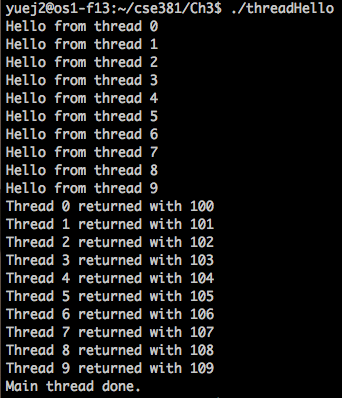 yuej2@os1-f13:~/cse381/Ch3$ ./threadHello
Hello from thread 0
Hello from thread 1
Hello from thread 2
Hello from thread 3
Hello from thread 4
Hello from thread 5
Hello from thread 6
Hello from thread 7
Hello from thread 8
Hello from thread 9
Thread 0 returned with 100
Thread 1 returned with 101
Thread 2 returned with 102
Thread 3 returned with 103
Thread 4 returned with 104
Thread 5 returned with 105
Thread 6 returned with 106
Thread 7 returned with 107
Thread 8 returned with 108
Thread 9 returned with 109
Main thread done.